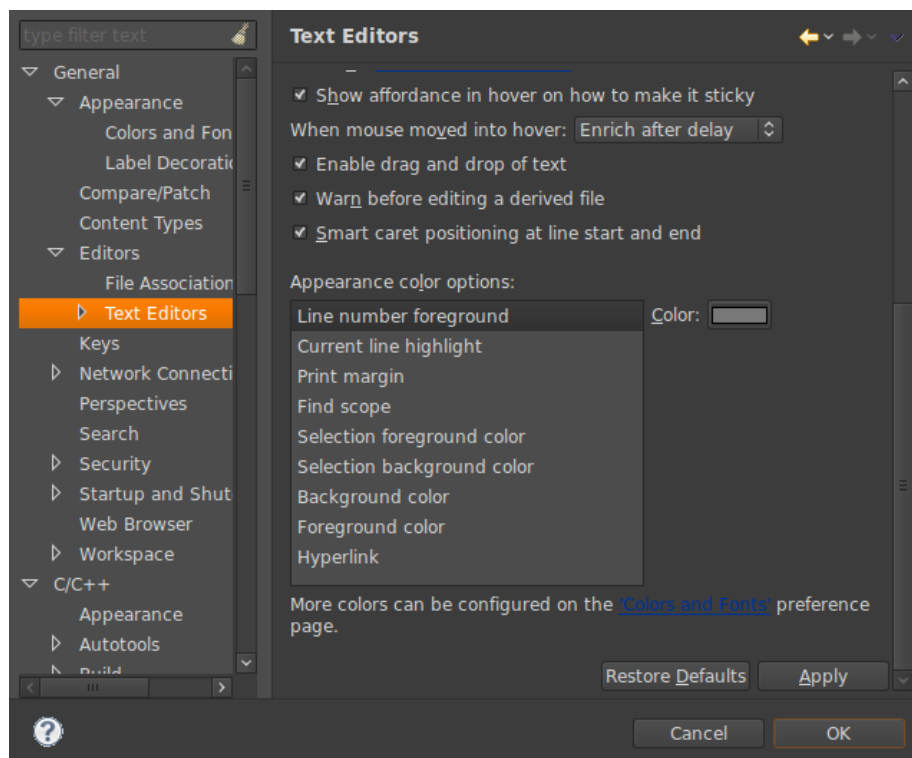 type filter text
General
Appearance
Colors and Fon
Label Decoratio
Compare/Patch
Content Types
Editors
File Association
Text Editors
Keys
Network Connecti
Perspectives
Search
Security
Startup and Shut
Web Browser
Workspace
C/C++
Appearance
Autotools
Build
Text Editors
Show affordance in hover on how to make it sticky
When mouse moved into hover: Enrich after delay
Enable drag and drop of text
Warn before editing a derived file
Smart caret positioning at line start and end
Appearance color options:
Line number foreground
Color:
Current line highlight
Print margin
Find scope
Selection foreground color
Selection background color
Background color
Foreground color
Hyperlink
More colors can be configured on the 'Colors and Fonts' preference
page.
Restore Defaults
Apply
Cancel
OK